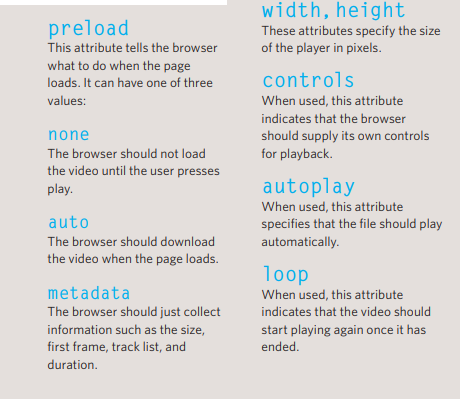 preload
This attribute tells the browser
what to do when the page
loads. It can have one of three
values:
none
The browser should not load
the video until the user presses
play.
auto
The browser should download
the video when the page loads.
metadata
The browser should just collect
information such as the size,
first frame, track list, and
duration.
width, height
These attributes specify the size
of the player in pixels.
controls
When used, this attribute
indicates that the browser
should supply its own controls
for playback.
autoplay
When used, this attribute
specifies that the file should play
automatically.
loop
When used, this attribute
indicates that the video should
start playing again once it has
ended.